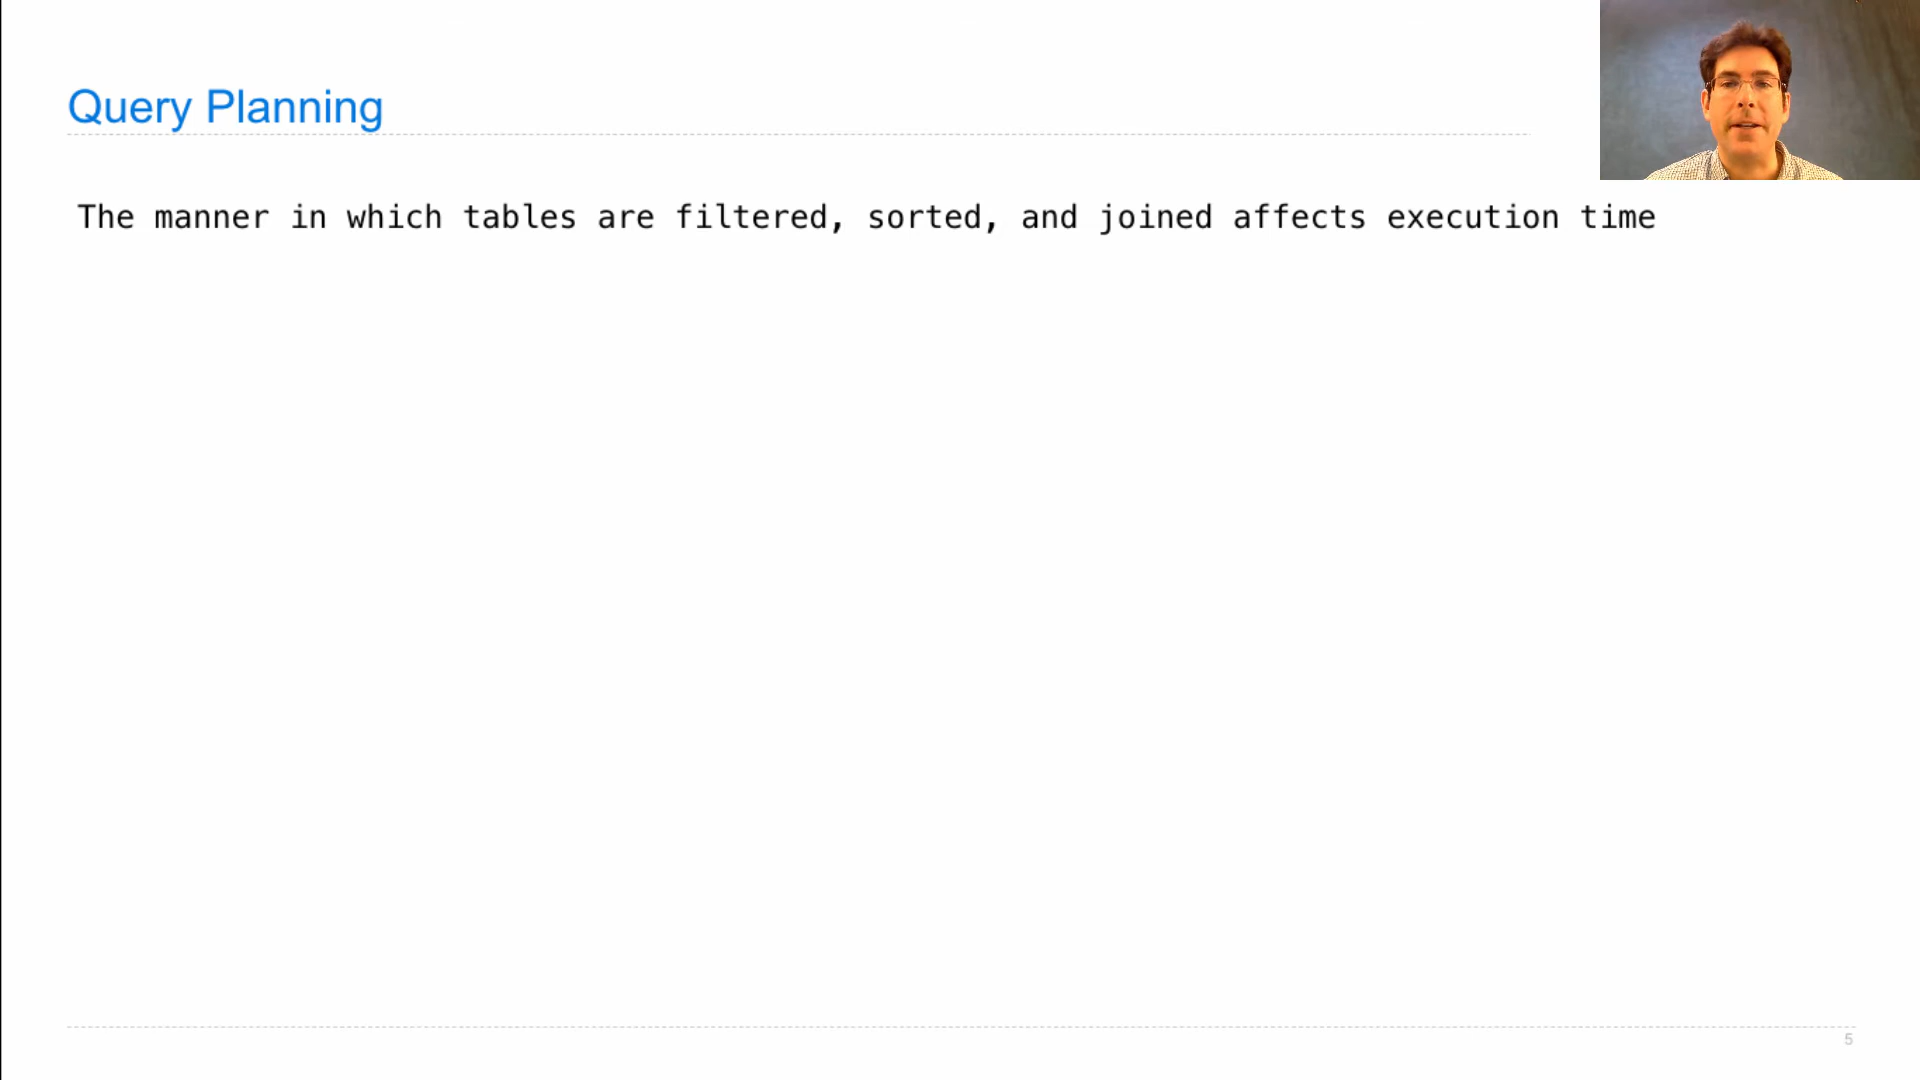 Query Planning
The manner in which tables are filtered, sorted, and joined affects execution time
5